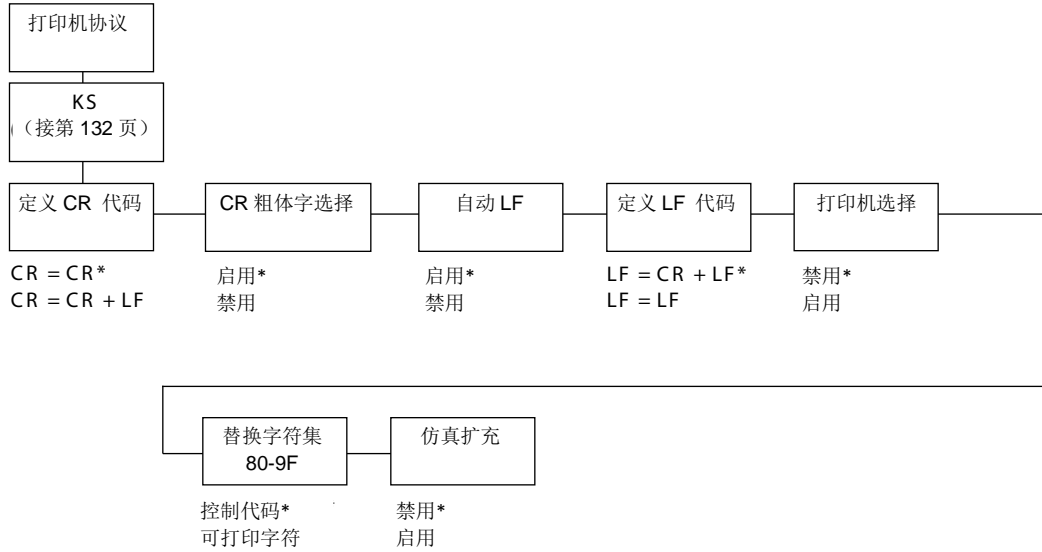 打印机协议
KS
（接第 132 页）
定义 CR 代码
CR = CR*
CR = CR + LF
CR 粗体字选择
启用*
禁用
自动 LF
启用*
禁用
定义 LF 代码
LF = CR + LF*
LF = LF
打印机选择
禁用*
启用
替换字符集
80-9F
控制代码*
可打印字符
仿真扩充
禁用*
启用